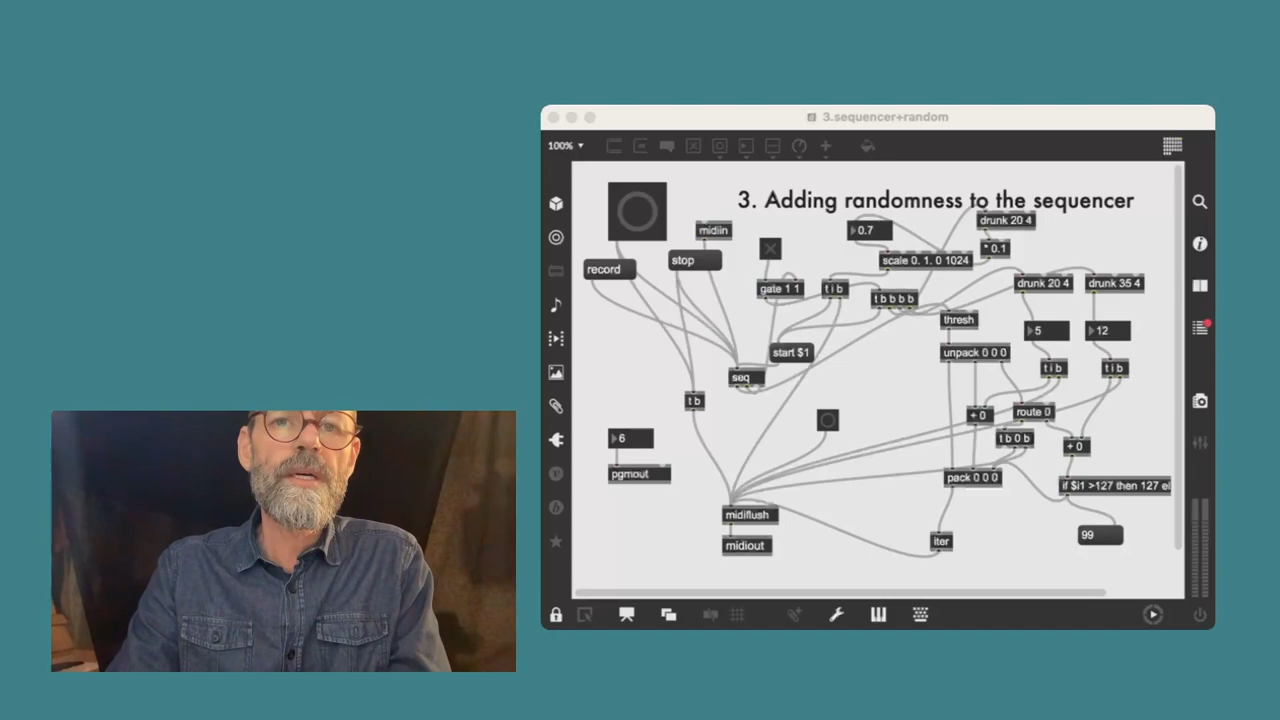 3.sequencer+random
100%
3. Adding randomness to the sequencer
drunk 20 4
midiin
0.7
* 0.1
record
stop
scale 0. 1. 0 1024
gate 1 1
t i b
t b b b b
drunk 20 4
drunk 35 4
thresh
5
12
start $1
unpack 0 0 0
seq
t i b
t i b
t b
+ 0
route 0
6
t b 0 b
+ 0
pgmout
pack 0 0 0
if $i1 >127 then 127 el
midiflush
99
midiout
iter